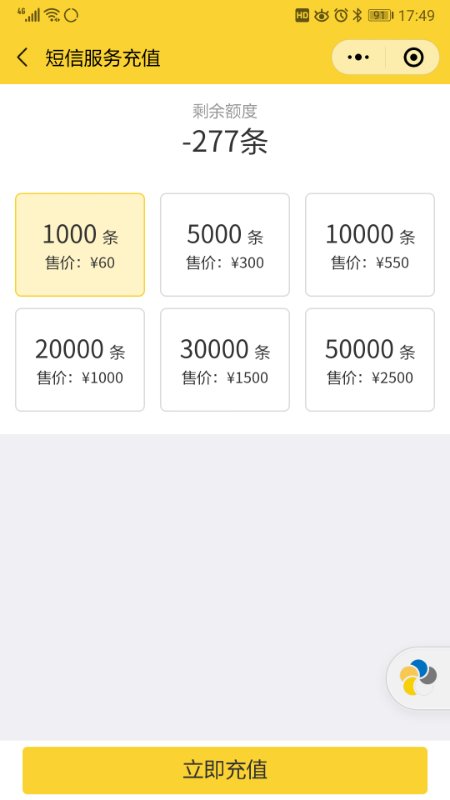 4G HD 91 17:49
短信服务充值
剩余额度
-277条
1000 条 5000 条 10000 条
售价：¥60 售价：¥300 售价：¥550
20000 条 30000 条 50000 条
售价：¥1000 售价：¥1500 售价：¥2500
立即充值